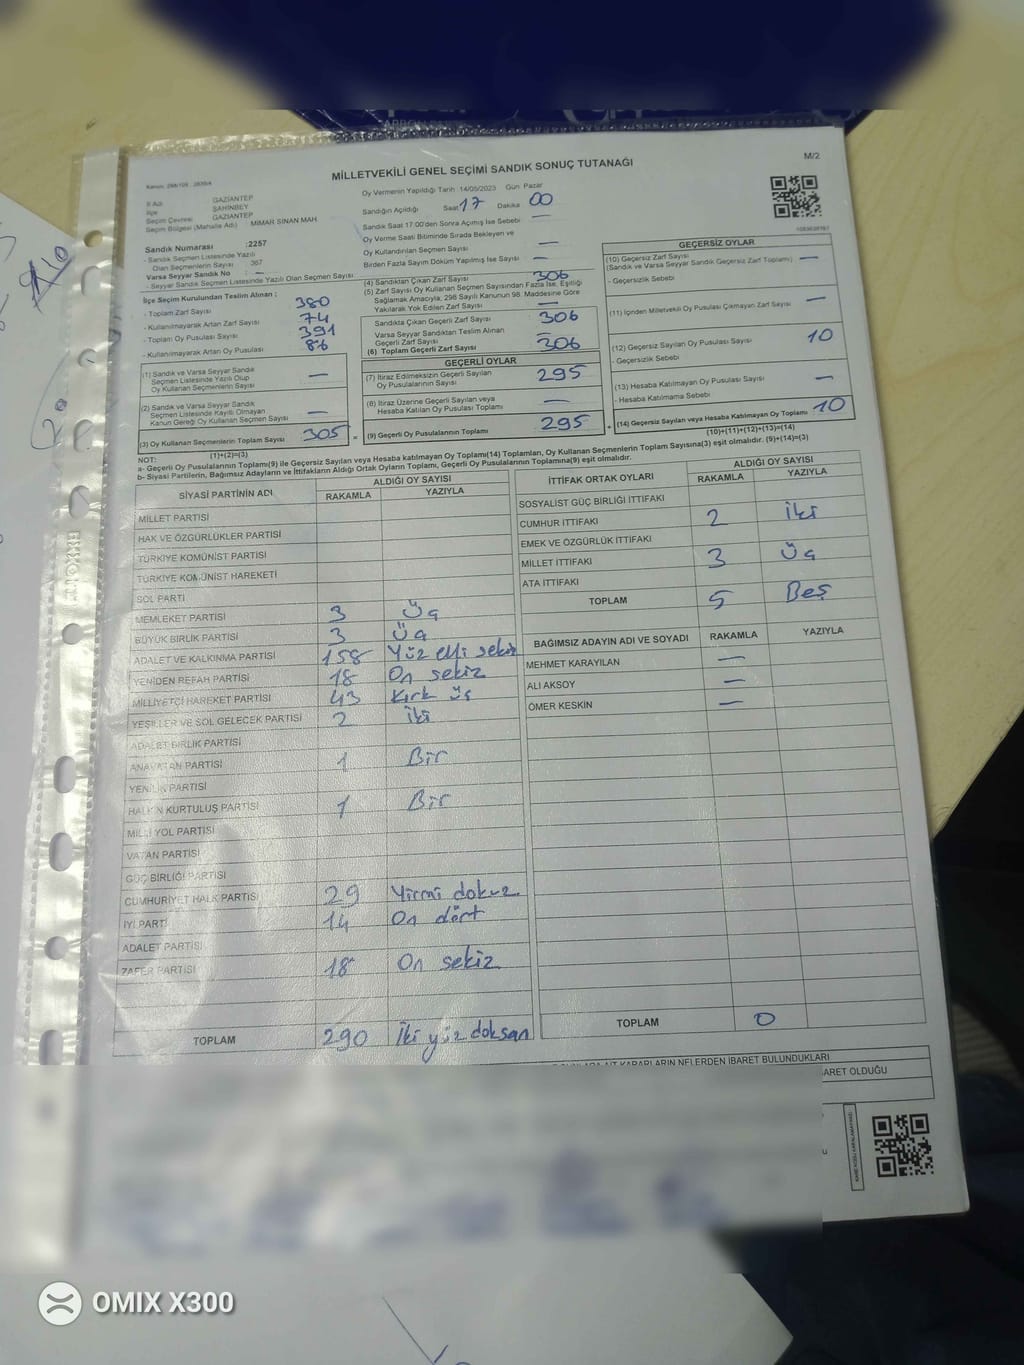 MİLLETVEKİLİ GENEL SEÇİMİ SANDIK SONUÇ TUTANAĞI
M/2
İl Adı GAZİANTEP
İlçe ŞAHİNBEY
Seçim Çevresi GAZİANTEP
Seçim Bölgesi (Mahalle Adı) : MİMAR SİNAN MAH.
Oy Vermenin Yapıldığı Tarih :14/05/2023 Gün Pazar
Sandığın Açıldığı Saat 17 Dakika 00
Sandık Saat 17:00'den Sonra Açılmış İse Sebebi —
Oy Verme Saati Bitiminde Sırada Bekleyen ve
Oy Kullandırılan Seçmen Sayısı —
Birden Fazla Sayım Döküm Yapılmış İse Sayısı —
Sandık Numarası :2257
- Sandık Seçmen Listesinde Yazılı
Olan Seçmenlerin Sayısı : 367
Varsa Seyyar Sandık No : —
- Seyyar Sandık Seçmen Listesinde Yazılı Olan Seçmen Sayısı:
İlçe Seçim Kurulundan Teslim Alınan ;
- Toplam Zarf Sayısı 380
- Kullanılmayarak Artan Zarf Sayısı 74
- Toplam Oy Pusulası Sayısı 391
- Kullanılmayarak Artan Oy Pusulası 86
(1) Sandık ve Varsa Seyyar Sandık
Seçmen Listesinde Yazılı Olup
Oy Kullanan Seçmenlerin Sayısı —
(2) Sandık ve Varsa Seyyar Sandık
Seçmen Listesinde Kayıtlı Olmayan
Kanun Gereği Oy Kullanan Seçmen Sayısı —
(3) Oy Kullanan Seçmenlerin Toplam Sayısı 305 =
(1)+(2)=(3)
(4) Sandıktan Çıkan Zarf Sayısı 306
(5) Zarf Sayısı Oy Kullanan Seçmen Sayısından Fazla İse, Eşitliği
Sağlamak Amacıyla; 298 Sayılı Kanunun 98. Maddesine Göre
Yakılarak Yok Edilen Zarf Sayısı —
Sandıkta Çıkan Geçerli Zarf Sayısı 306
Varsa Seyyar Sandıktan Teslim Alınan
Geçerli Zarf Sayısı
(6) Toplam Geçerli Zarf Sayısı 306
GEÇERLİ OYLAR
(7) İtiraz Edilmeksizin Geçerli Sayılan
Oy Pusulalarının Sayısı 295
(8) İtiraz Üzerine Geçerli Sayılan veya
Hesaba Katılan Oy Pusulası Toplamı —
(9) Geçerli Oy Pusulalarının Toplamı 295 +
GEÇERSİZ OYLAR
(10) Geçersiz Zarf Sayısı —
(Sandık ve Varsa Seyyar Sandık Geçersiz Zarf Toplamı)
- Geçersizlik Sebebi
(11) İçinden Milletvekili Oy Pusulası Çıkmayan Zarf Sayısı —
(12) Geçersiz Sayılan Oy Pusulası Sayısı 10
- Geçersizlik Sebebi
(13) Hesaba Katılmayan Oy Pusulası Sayısı —
- Hesaba Katılmama Sebebi
(14) Geçersiz Sayılan veya Hesaba Katılmayan Oy Pusulası Toplamı 10
(10)+(11)+(12)+(13)=(14)
NOT:
a- Geçerli Oy Pusulalarının Toplamı(9) ile Geçersiz Sayılan veya Hesaba katılmayan Oy Toplamı(14) Toplamları, Oy Kullanan Seçmenlerin Toplam Sayısına(3) eşit olmalıdır. (9)+(14)=(3)
b- Siyasi Partilerin, Bağımsız Adayların ve İttifakların Aldığı Ortak Oyların Toplamı, Geçerli Oy Pusulalarının Toplamına(9) eşit olmalıdır.
SİYASİ PARTİNİN ADI ALDIĞI OY SAYISI
RAKAMLA YAZIYLA
MİLLET PARTİSİ
HAK VE ÖZGÜRLÜKLER PARTİSİ
TÜRKİYE KOMÜNİST PARTİSİ
TÜRKİYE KOMÜNİST HAREKETİ
SOL PARTİ
MEMLEKET PARTİSİ 3 Üç
BÜYÜK BİRLİK PARTİSİ 3 Üç
ADALET VE KALKINMA PARTİSİ 158 Yüz elli sekiz
YENİDEN REFAH PARTİSİ 18 On sekiz
MİLLİYETÇİ HAREKET PARTİSİ 43 Kırk üç
YEŞİLLER VE SOL GELECEK PARTİSİ 2 İki
ADALET BİRLİK PARTİSİ
ANAVATAN PARTİSİ 1 Bir
YENİLİK PARTİSİ
HALKIN KURTULUŞ PARTİSİ 1 Bir
MİLLİ YOL PARTİSİ
VATAN PARTİSİ
GÜÇ BİRLİĞİ PARTİSİ
CUMHURİYET HALK PARTİSİ 29 Yirmi dokuz
İYİ PARTİ 14 On dört
ADALET PARTİSİ
ZAFER PARTİSİ 18 On sekiz
TOPLAM 290 İki yüz doksan
İTTİFAK ORTAK OYLARI ALDIĞI OY SAYISI
RAKAMLA YAZIYLA
SOSYALİST GÜÇ BİRLİĞİ İTTİFAKI
CUMHUR İTTİFAKI 2 İki
EMEK VE ÖZGÜRLÜK İTTİFAKI
MİLLET İTTİFAKI 3 Üç
ATA İTTİFAKI
TOPLAM 5 Beş
BAĞIMSIZ ADAYIN ADI VE SOYADI RAKAMLA YAZIYLA
MEHMET KARAYILAN —
ALİ AKSOY —
ÖMER KESKİN —
TOPLAM 0
KARARLARIN NELERDEN İBARET BULUNDUKLARI
İBARET OLDUĞU
OMIX X300